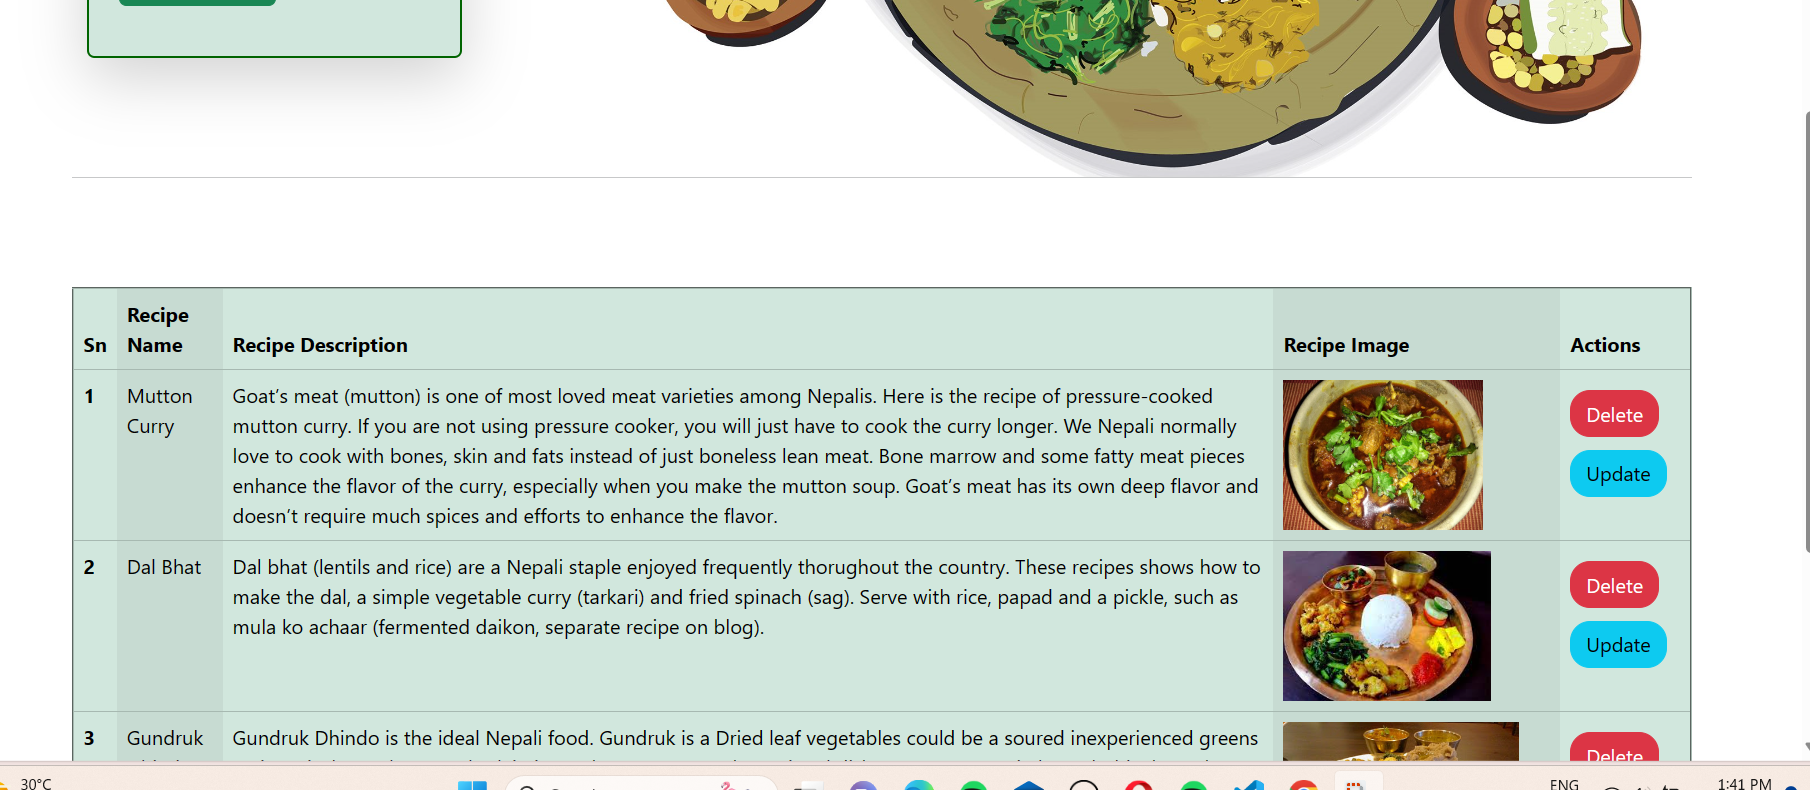 Sn
Recipe
Name
Recipe Description
Recipe Image
Actions
1
Mutton
Curry
Goat’s meat (mutton) is one of most loved meat varieties among Nepalis. Here is the recipe of pressure-cooked
mutton curry. If you are not using pressure cooker, you will just have to cook the curry longer. We Nepali normally
love to cook with bones, skin and fats instead of just boneless lean meat. Bone marrow and some fatty meat pieces
enhance the flavor of the curry, especially when you make the mutton soup. Goat’s meat has its own deep flavor and
doesn’t require much spices and efforts to enhance the flavor.
Delete
Update
2
Dal Bhat
Dal bhat (lentils and rice) are a Nepali staple enjoyed frequently thorughout the country. These recipes shows how to
make the dal, a simple vegetable curry (tarkari) and fried spinach (sag). Serve with rice, papad and a pickle, such as
mula ko achaar (fermented daikon, separate recipe on blog).
Delete
Update
3
Gundruk
Gundruk Dhindo is the ideal Nepali food. Gundruk is a Dried leaf vegetables could be a soured inexperienced greens
Delete
30°C
ENG
1:41 PM